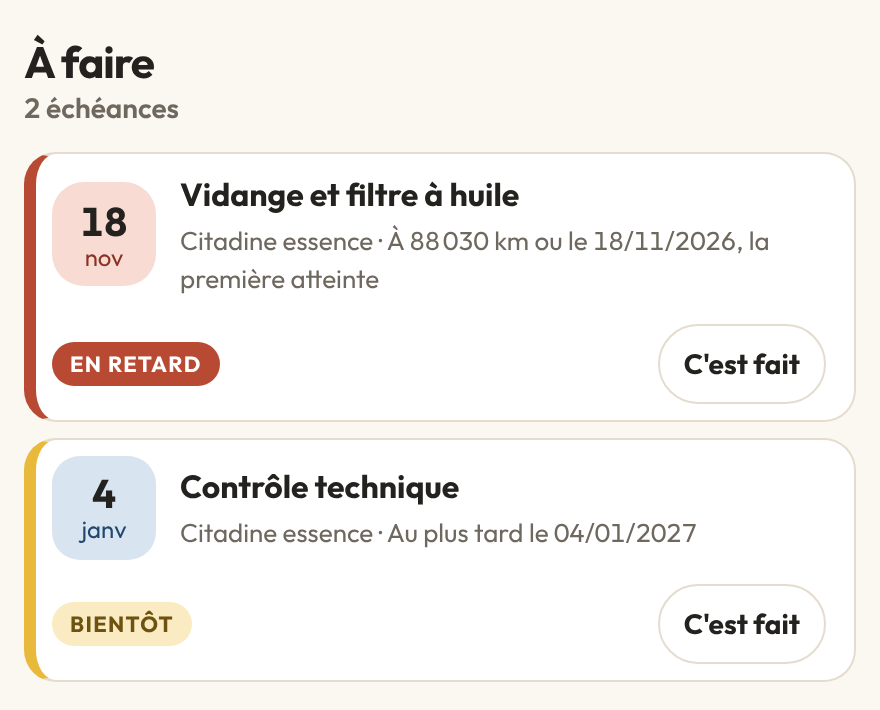 À faire
2 échéances
18
nov
Vidange et filtre à huile
Citadine essence · À 88 030 km ou le 18/11/2026, la
première atteinte
EN RETARD
C'est fait
4
janv
Contrôle technique
Citadine essence · Au plus tard le 04/01/2027
BIENTÔT
C'est fait